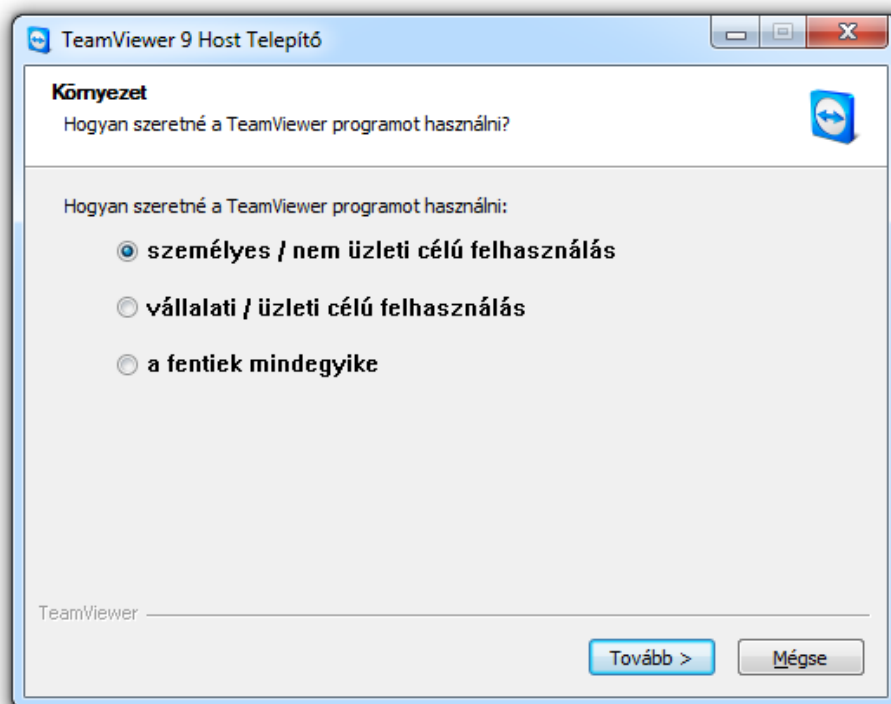 TeamViewer 9 Host Telepítő
Környezet
Hogyan szeretné a TeamViewer programot használni?
Hogyan szeretné a TeamViewer programot használni:
személyes / nem üzleti célú felhasználás
vállalati / üzleti célú felhasználás
a fentiek mindegyike
TeamViewer
Tovább > Mégse